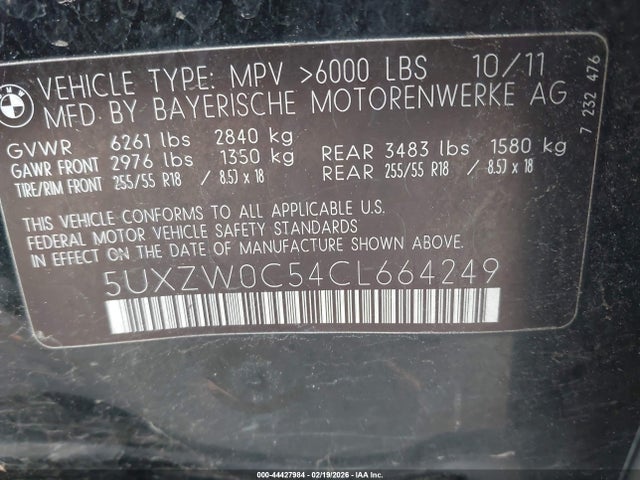 BMW
VEHICLE TYPE: MPV >6000 LBS 10/11
MFD. BY BAYERISCHE MOTORENWERKE AG
7 232 476
GVWR 6261 lbs 2840 kg
GAWR FRONT 2976 lbs 1350 kg REAR 3483 lbs 1580 kg
TIRE/RIM FRONT 255/55 R18 / 8.5J x 18 REAR 255/55 R18 / 8.5J x 18
THIS VEHICLE CONFORMS TO ALL APPLICABLE U.S.
FEDERAL MOTOR VEHICLE SAFETY STANDARDS
IN EFFECT ON THE DATE OF MANUFACTURE SHOWN ABOVE.
5UXZW0C54CL664249
000-44427984 - 02/19/2026 - IAA Inc.